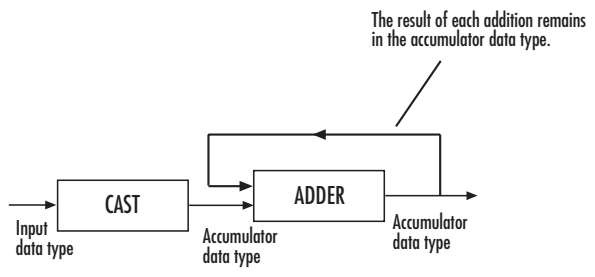 The result of each addition remains
in the accumulator data type.
CAST
ADDER
Input
data type
Accumulator
data type
Accumulator
data type